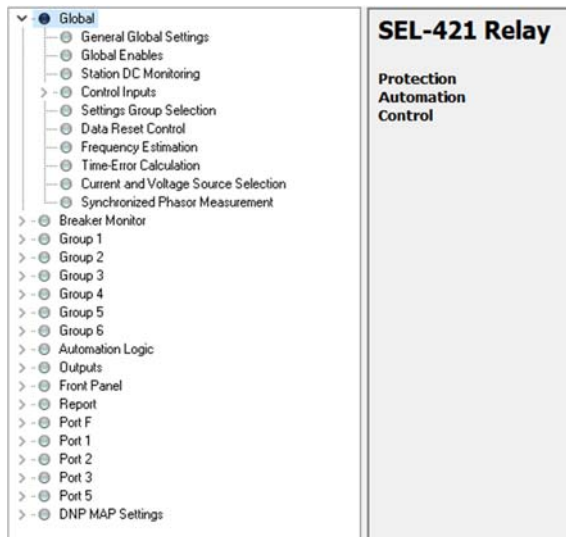 Global
General Global Settings
Global Enables
Station DC Monitoring
Control Inputs
Settings Group Selection
Data Reset Control
Frequency Estimation
Time-Error Calculation
Current and Voltage Source Selection
Synchronized Phasor Measurement
Breaker Monitor
Group 1
Group 2
Group 3
Group 4
Group 5
Group 6
Automation Logic
Outputs
Front Panel
Report
Port F
Port 1
Port 2
Port 3
Port 5
DNP MAP Settings
SEL-421 Relay
Protection
Automation
Control